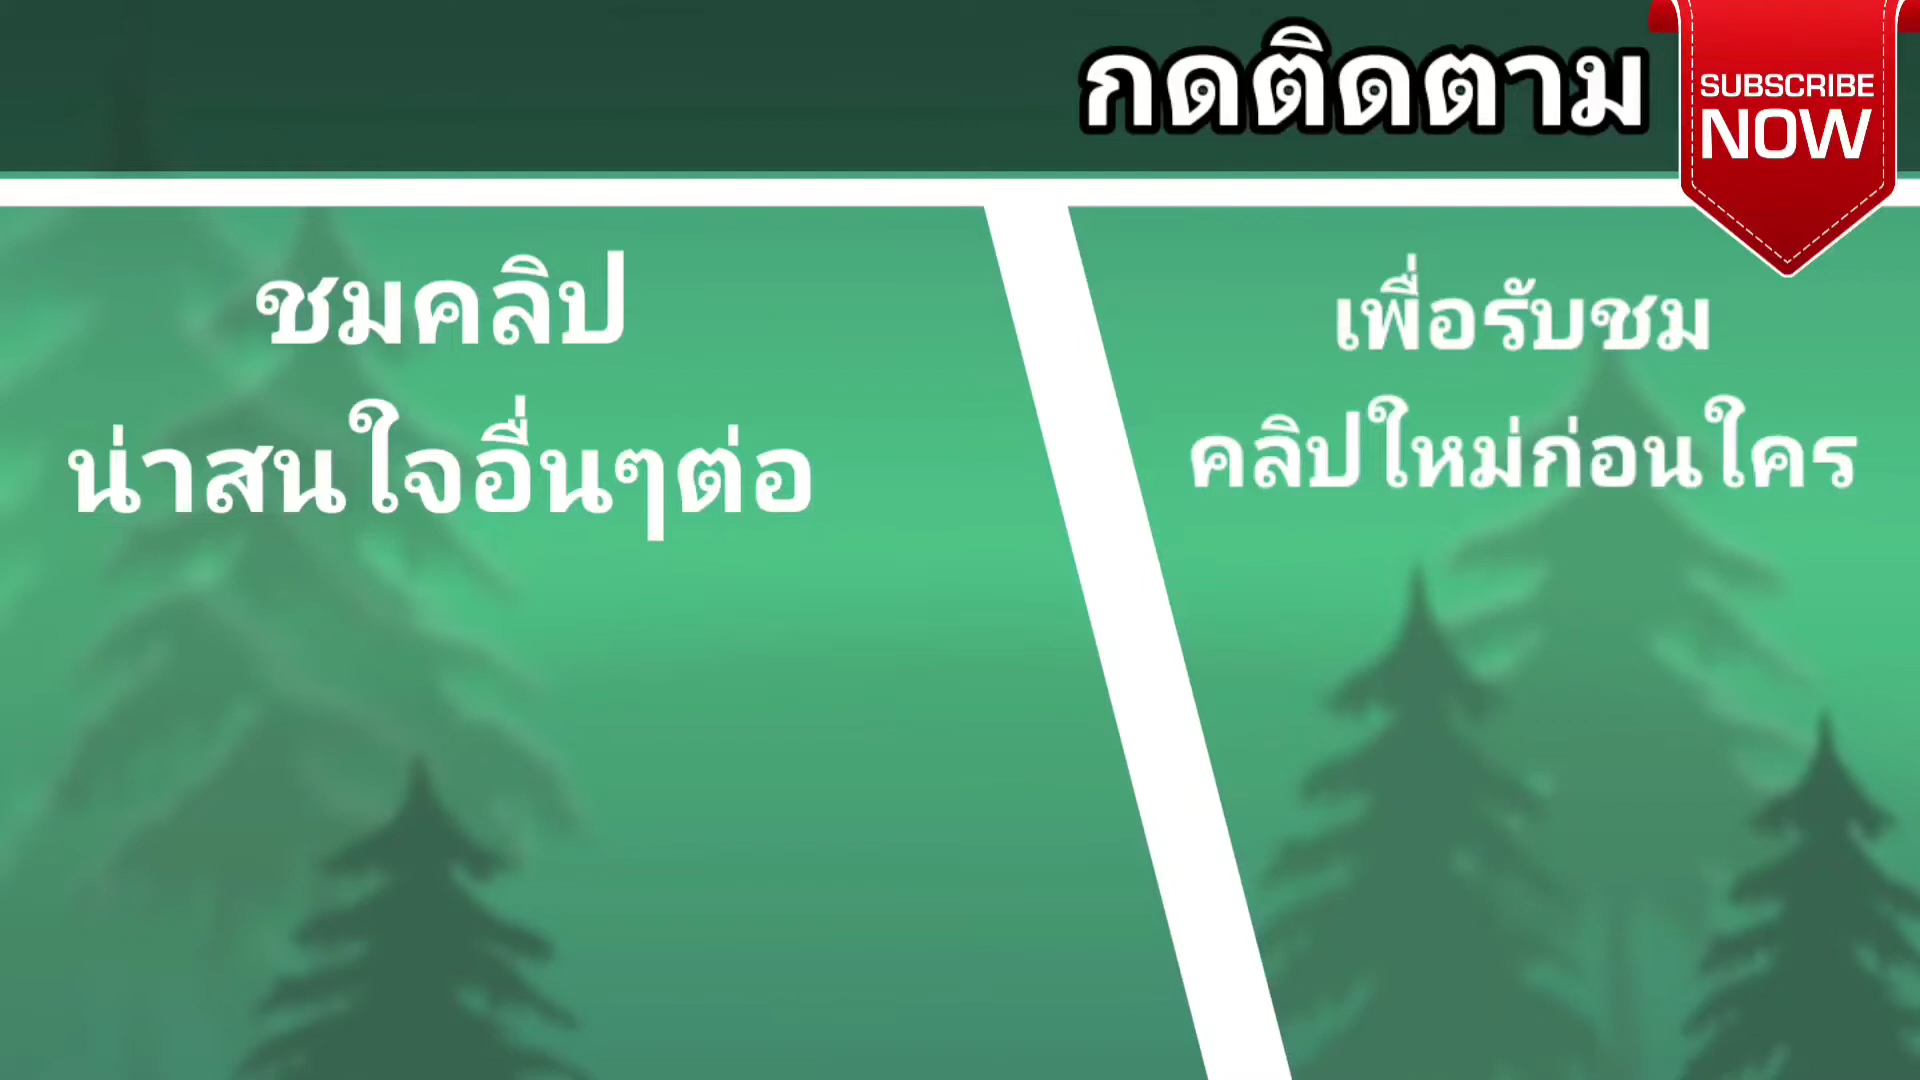 กดติดตาม
SUBSCRIBE
NOW
ชมคลิป
น่าสนใจอื่นๆต่อ
เพื่อรับชม
คลิปใหม่ก่อนใคร